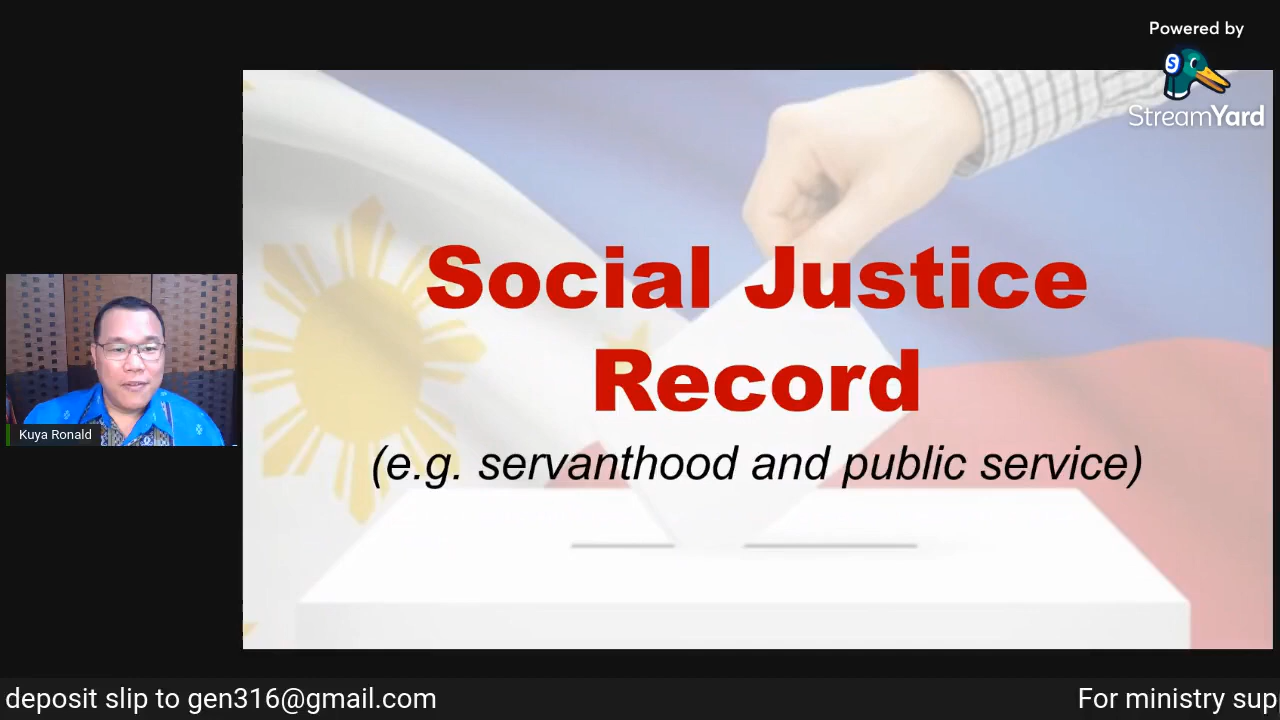 Powered by
S
StreamYard
Social Justice
Record
(e.g. servanthood and public service)
Kuya Ronald
deposit slip to gen316@gmail.com
For ministry sup